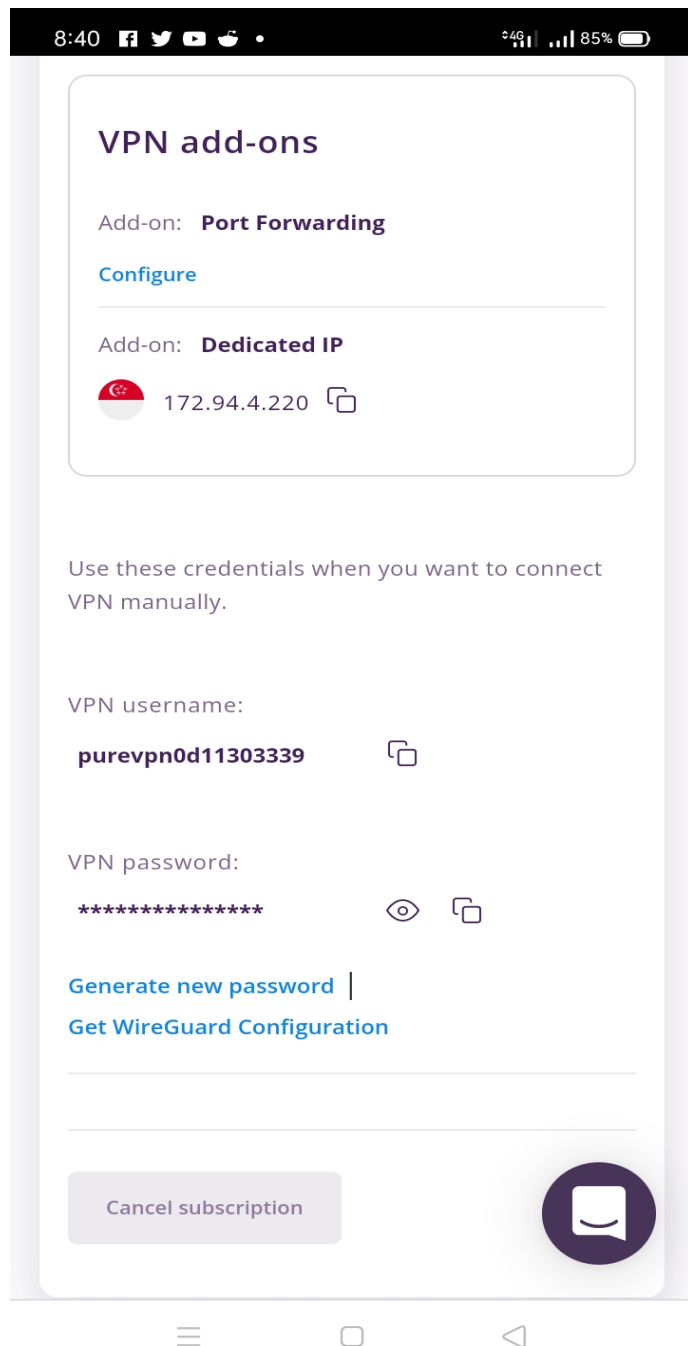 8:40
4G 85%
VPN add-ons
Add-on: Port Forwarding
Configure
Add-on: Dedicated IP
172.94.4.220
Use these credentials when you want to connect
VPN manually.
VPN username:
purevpn0d11303339
VPN password:
***************
Generate new password |
Get WireGuard Configuration
Cancel subscription